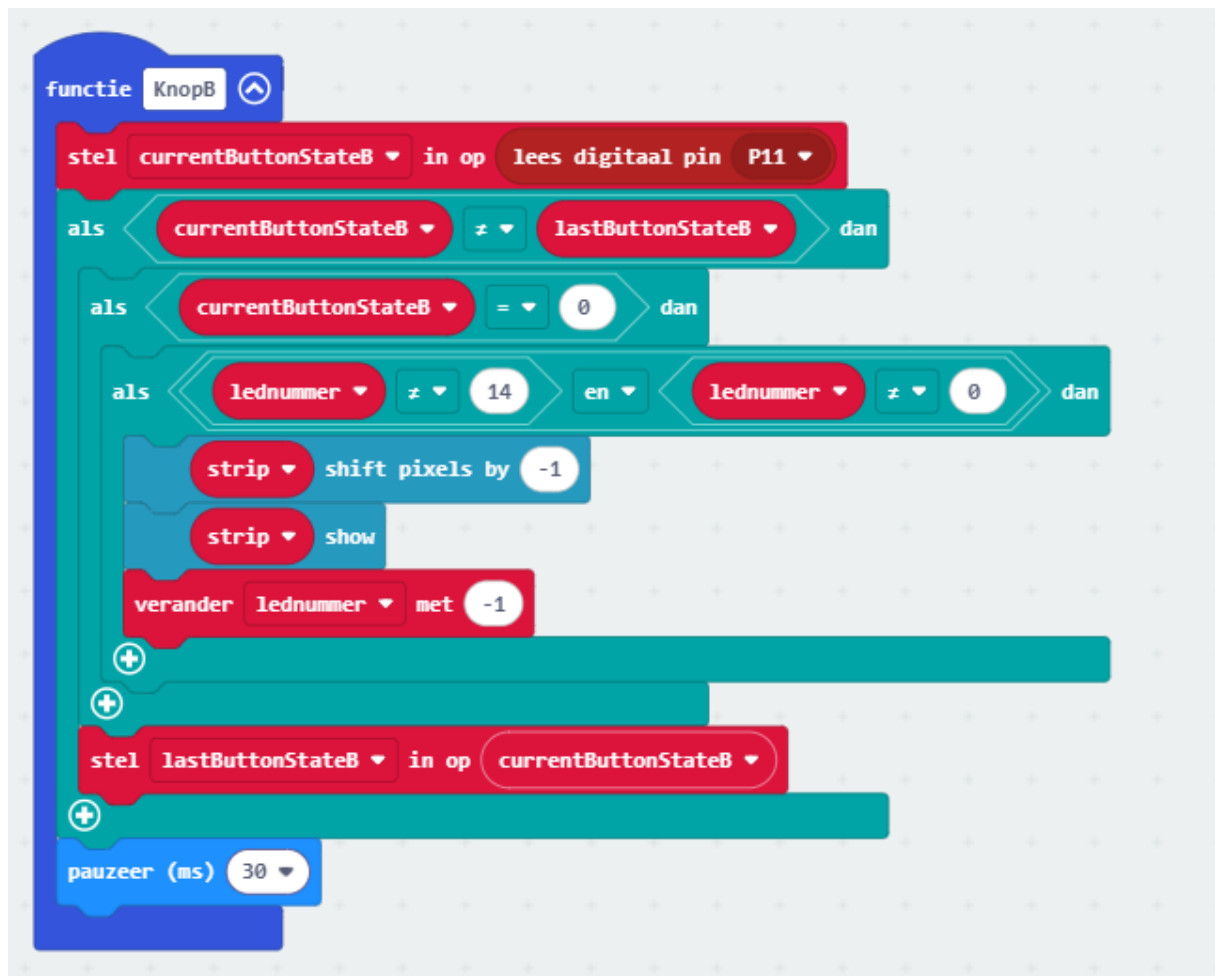 functie KnopB
stel currentButtonStateB in op lees digitaal pin P11
als currentButtonStateB ≠ lastButtonStateB dan
als currentButtonStateB = 0 dan
als lednummer ≠ 14 en lednummer ≠ 0 dan
strip shift pixels by -1
strip show
verander lednummer met -1
stel lastButtonStateB in op currentButtonStateB
pauzeer (ms) 30